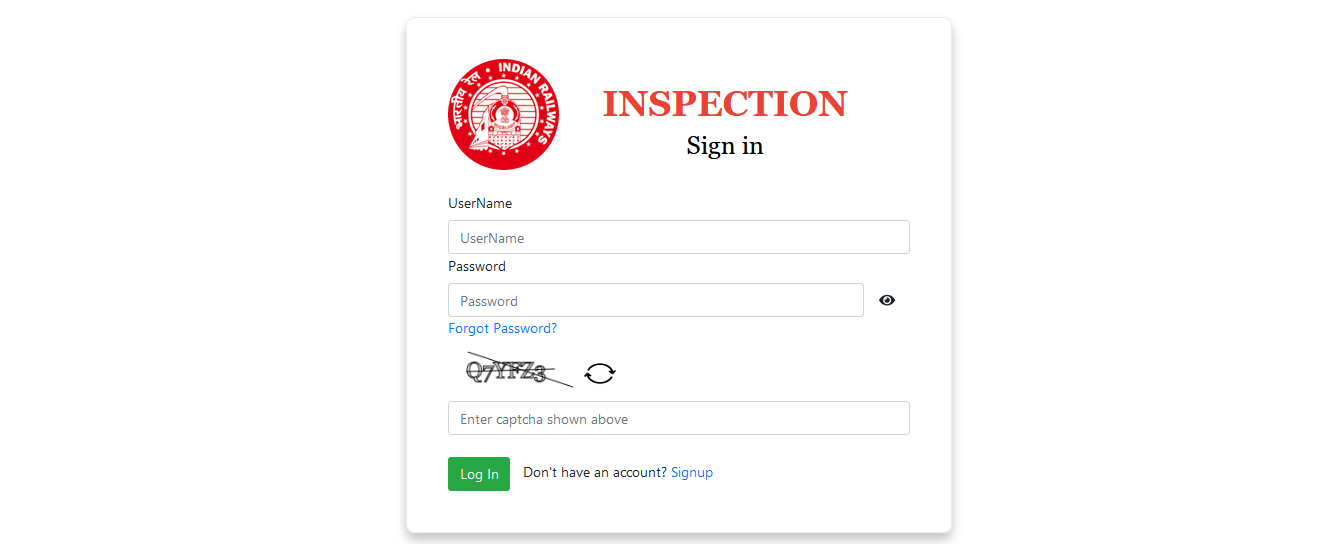 भारतीय रेल • INDIAN RAILWAYS
INSPECTION
Sign in
UserName
UserName
Password
Password
Forgot Password?
Q7YFZ3
Enter captcha shown above
Log In Don't have an account? Signup